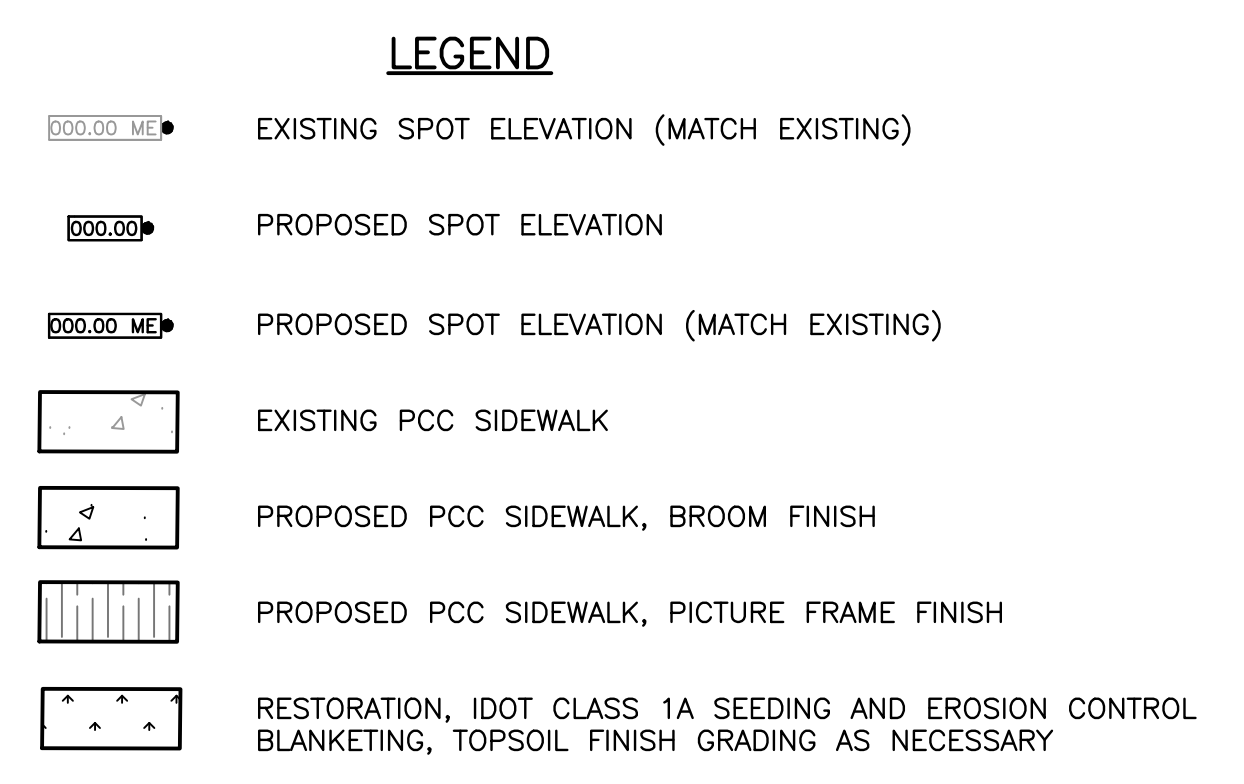 LEGEND
000.00 ME EXISTING SPOT ELEVATION (MATCH EXISTING)
000.00 PROPOSED SPOT ELEVATION
000.00 ME PROPOSED SPOT ELEVATION (MATCH EXISTING)
EXISTING PCC SIDEWALK
PROPOSED PCC SIDEWALK, BROOM FINISH
PROPOSED PCC SIDEWALK, PICTURE FRAME FINISH
RESTORATION, IDOT CLASS 1A SEEDING AND EROSION CONTROL
BLANKETING, TOPSOIL FINISH GRADING AS NECESSARY